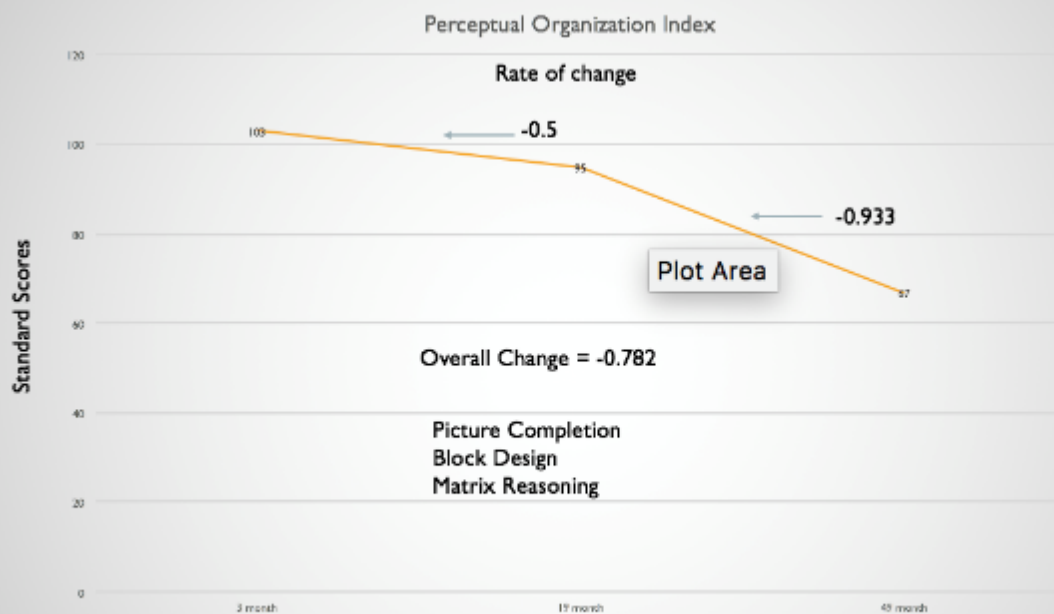 Perceptual Organization Index
120
Rate of change
-0.5
103
100
95
-0.933
80
Plot Area
67
60
Standard Scores
Overall Change = -0.782
40
Picture Completion
Block Design
Matrix Reasoning
20
0
3 month
19 month
49 month